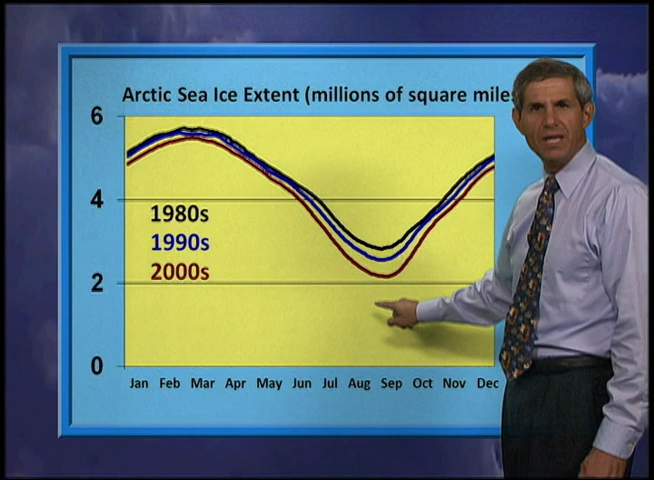 Arctic Sea Ice Extent (millions of square mile
6
4
2
0
1980s
1990s
2000s
Jan Feb Mar Apr May Jun Jul Aug Sep Oct Nov Dec